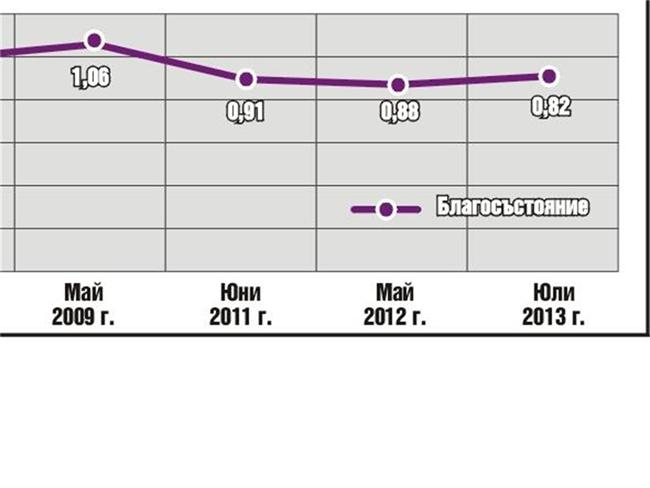 1,06
0,91
0,88
0,82
Благосъстояние
Май Юни Май Юли
2009 г. 2011 г. 2012 г. 2013 г.